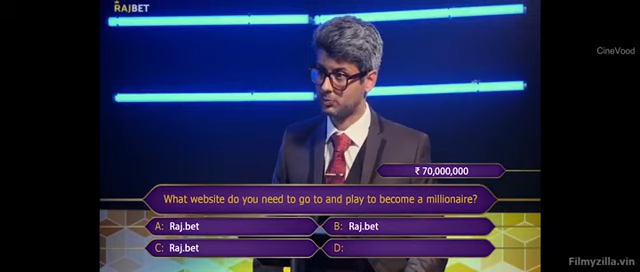 RAJBET
CineVood
₹ 70,000,000
What website do you need to go to and play to become a millionaire?
A: Raj.bet
B: Raj.bet
C: Raj.bet
D:
Filmyzilla.vin